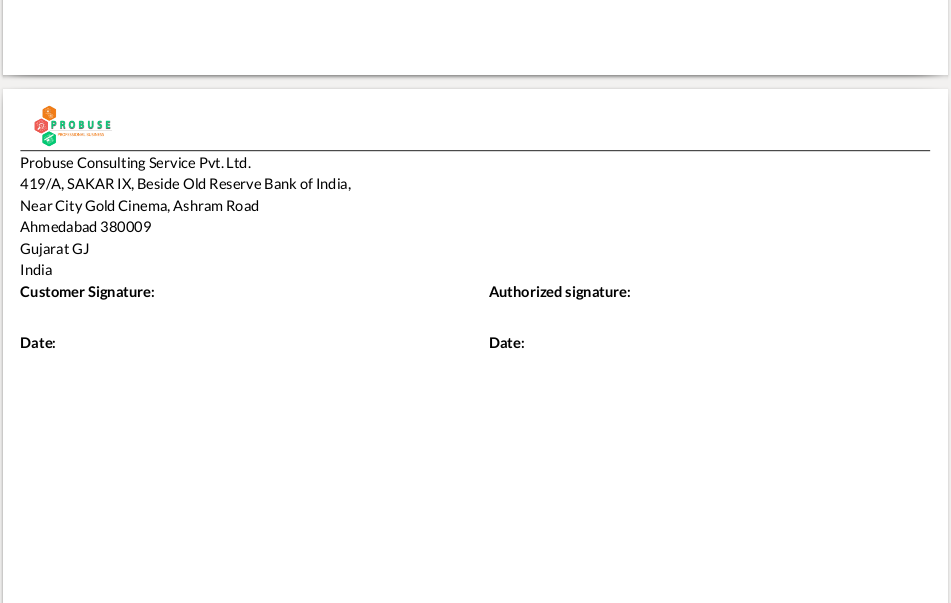 PROBUSE
Probuse Consulting Service Pvt. Ltd.
419/A, SAKAR IX, Beside Old Reserve Bank of India,
Near City Gold Cinema, Ashram Road
Ahmedabad 380009
Gujarat GJ
India
Customer Signature: Authorized signature:
Date: Date: